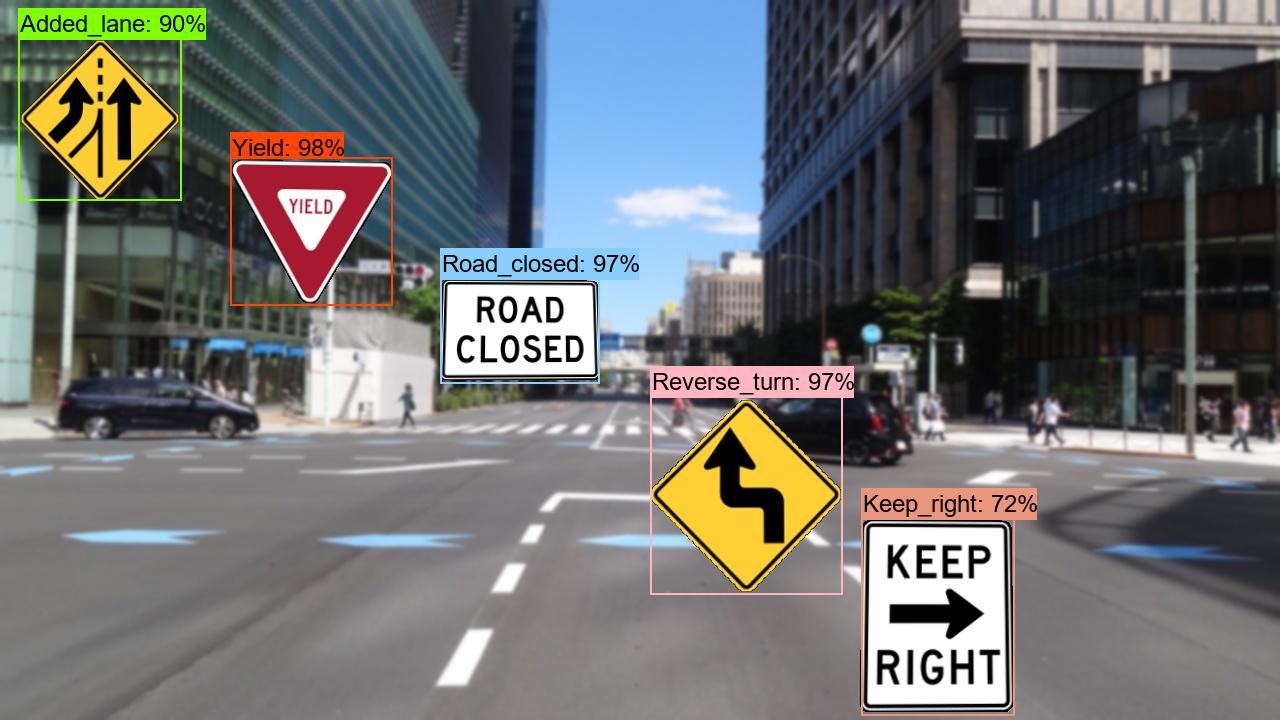 Added_lane: 90%
Yield: 98%
YIELD
Road_closed: 97%
ROAD
CLOSED
Reverse_turn: 97%
Keep_right: 72%
KEEP
RIGHT